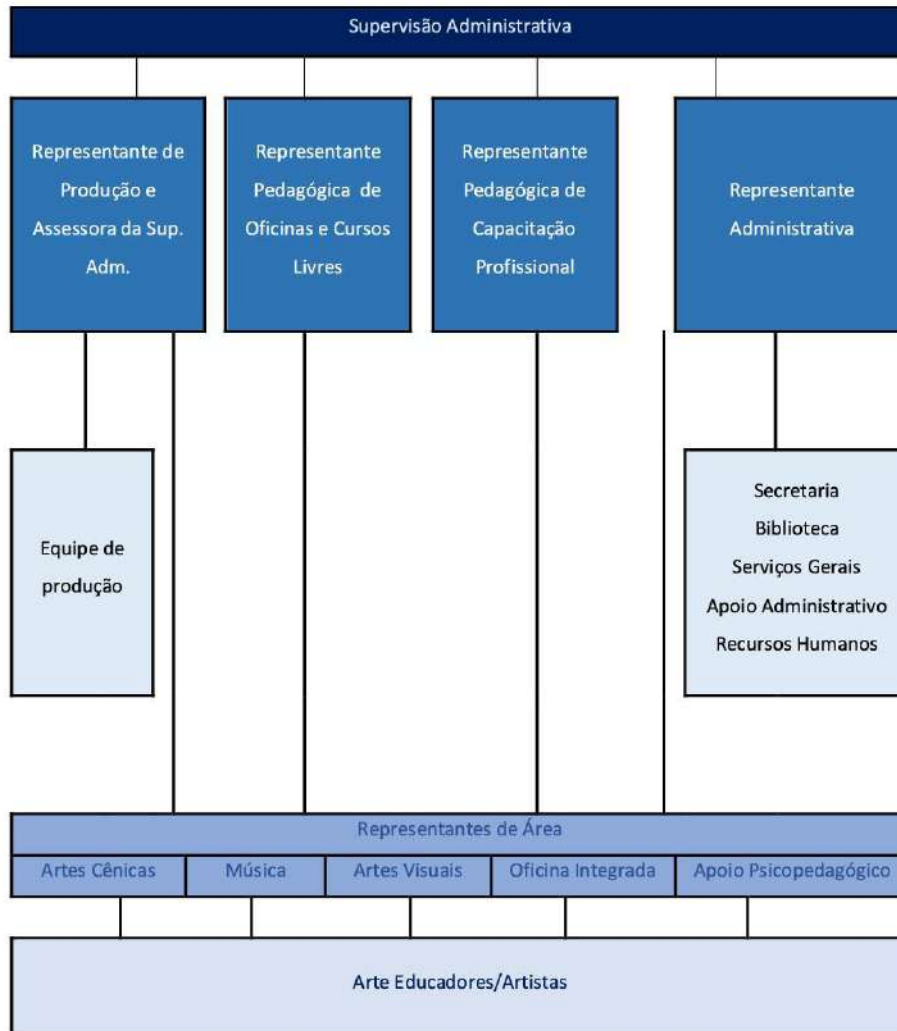 Supervisão Administrativa
Representante de
Produção e
Assessora da Sup.
Adm.
Representante
Pedagógica de
Oficinas e Cursos
Livres
Representante
Pedagógica de
Capacitação
Profissional
Representante
Administrativa
Equipe de
produção
Secretaria
Biblioteca
Serviços Gerais
Apoio Administrativo
Recursos Humanos
Representantes de Área
Artes Cênicas
Música
Artes Visuais
Oficina Integrada
Apoio Psicopedagógico
Arte Educadores/Artistas